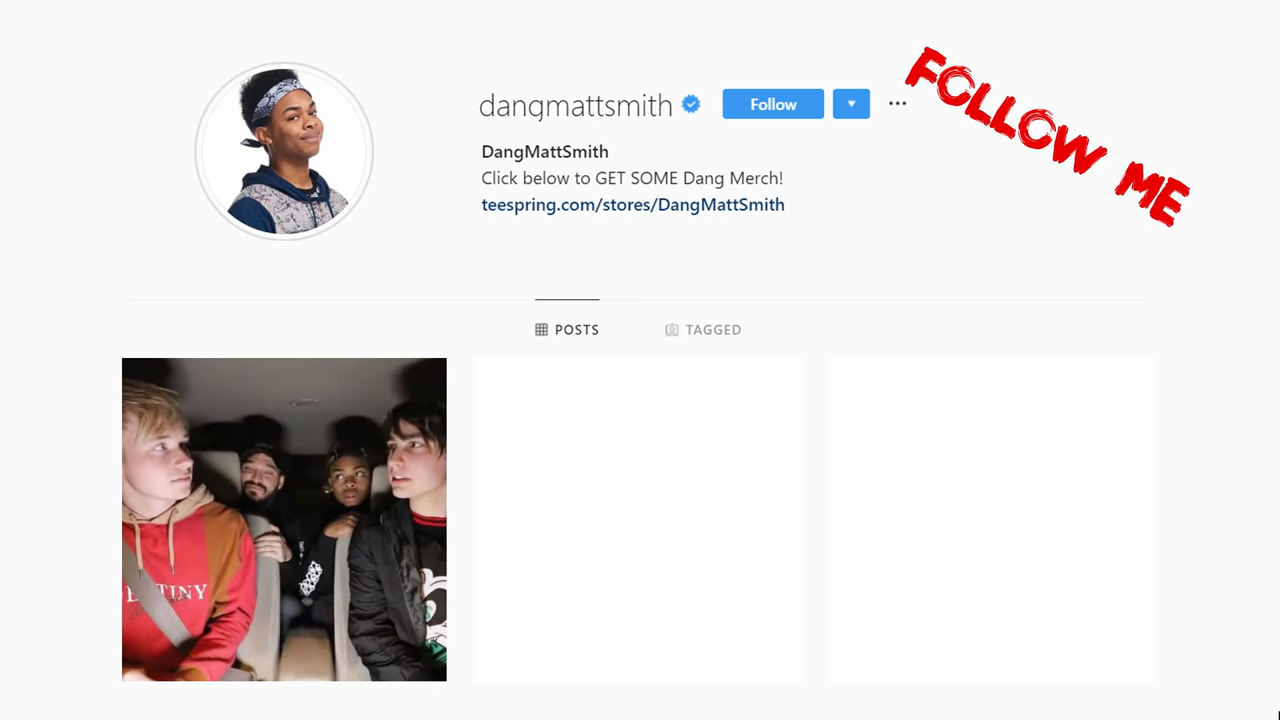 dangmattsmith
Follow
FOLLOW ME
DangMattSmith
Click below to GET SOME Dang Merch!
teespring.com/stores/DangMattSmith
POSTS
TAGGED